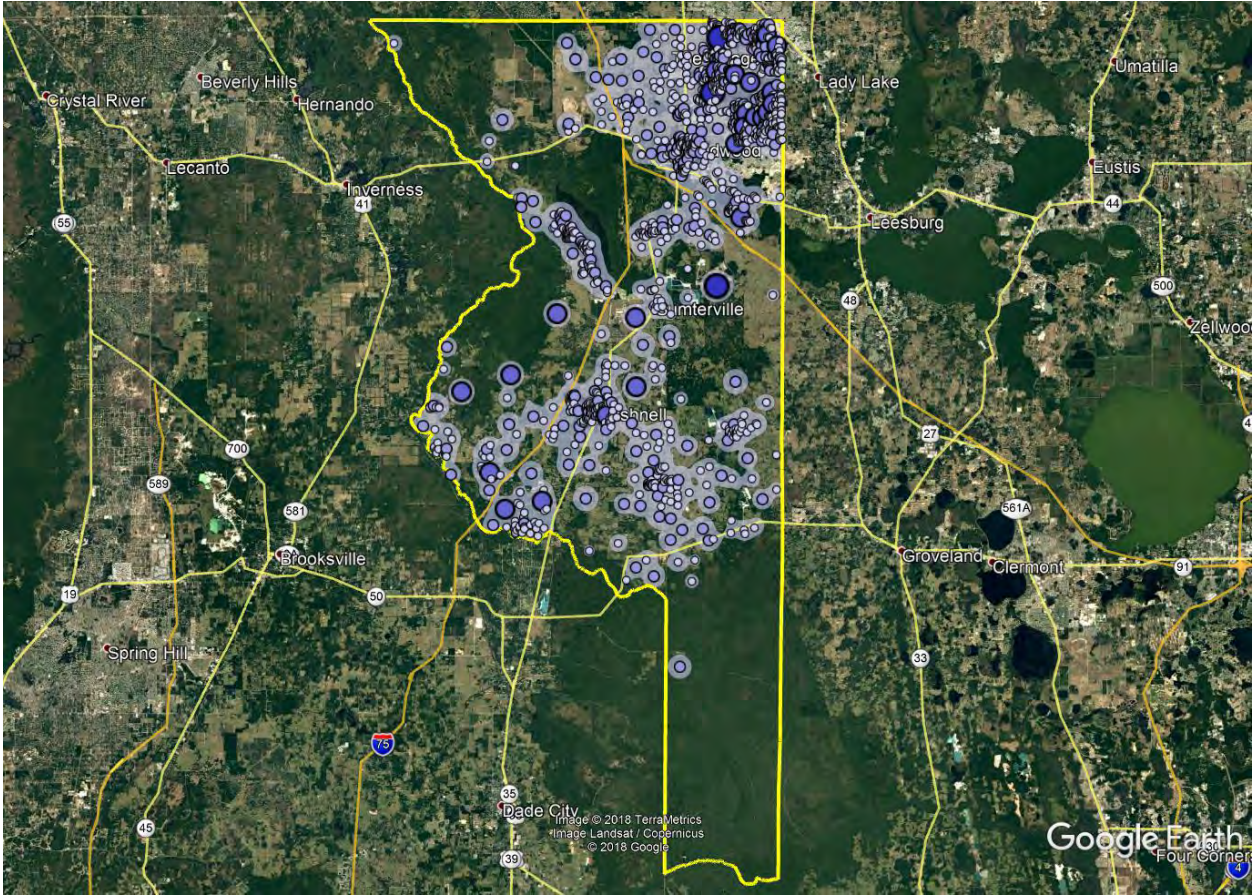 Umatilla
Beverly Hills
Lady Lake
Crystal River
Hernando
Lecanto
Eustis
Inverness
41
44
55
Leesburg
500
48
Sumterville
Zellwood
27
700
589
561A
581
Brooksville
Groveland
Clermont
91
19
50
Spring Hill
33
75
35
Dade City
Image © 2018 TerraMetrics
Image Landsat / Copernicus
© 2018 Google
45
39
Google Earth
Four Corners
4